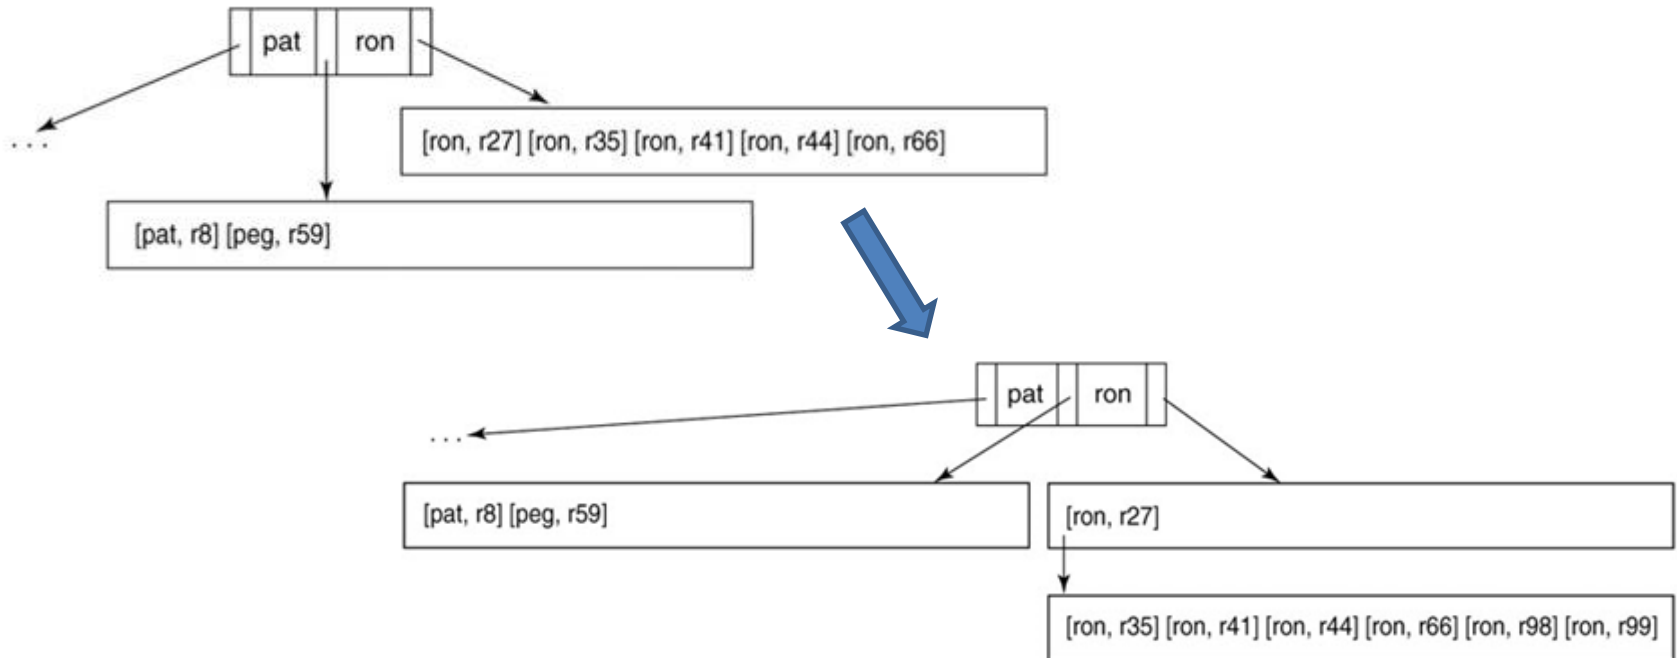 pat ron
...
[ron, r27] [ron, r35] [ron, r41] [ron, r44] [ron, r66]
[pat, r8] [peg, r59]
pat ron
...
[pat, r8] [peg, r59]
[ron, r27]
[ron, r35] [ron, r41] [ron, r44] [ron, r66] [ron, r98] [ron, r99]